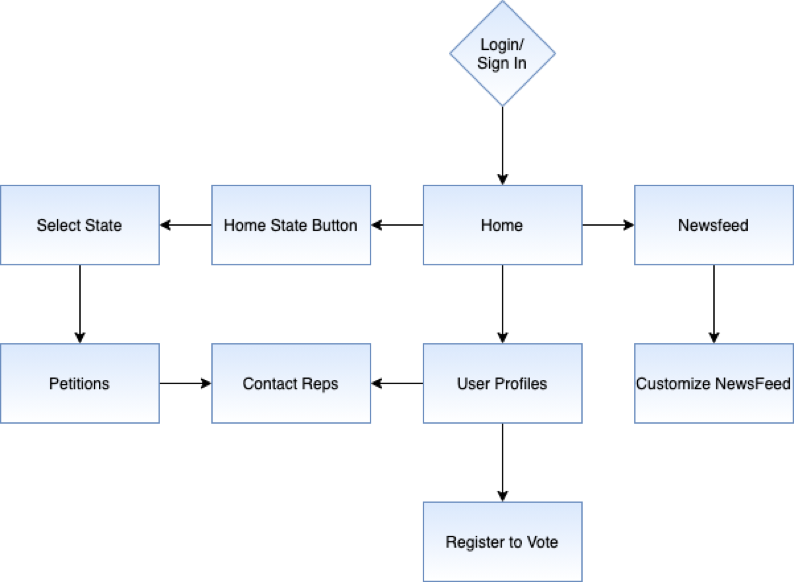 Login/
Sign In
Select State
Home State Button
Home
Newsfeed
Petitions
Contact Reps
User Profiles
Customize NewsFeed
Register to Vote